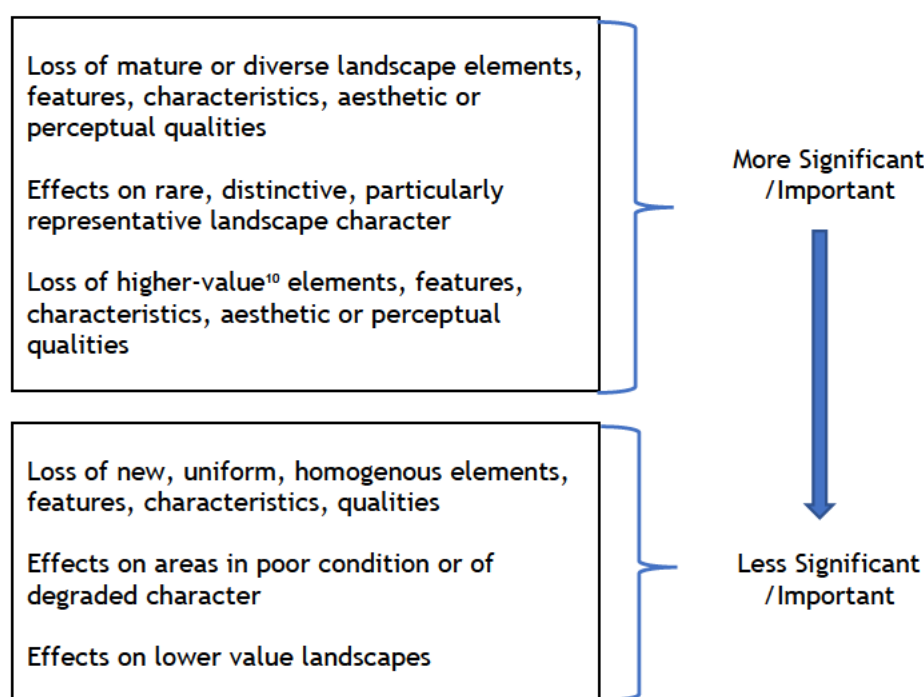 Loss of mature or diverse landscape elements,
features, characteristics, aesthetic or
perceptual qualities
Effects on rare, distinctive, particularly
representative landscape character
Loss of higher-value¹⁰ elements, features,
characteristics, aesthetic or perceptual
qualities
More Significant
/Important
Loss of new, uniform, homogenous elements,
features, characteristics, qualities
Effects on areas in poor condition or of
degraded character
Effects on lower value landscapes
Less Significant
/Important